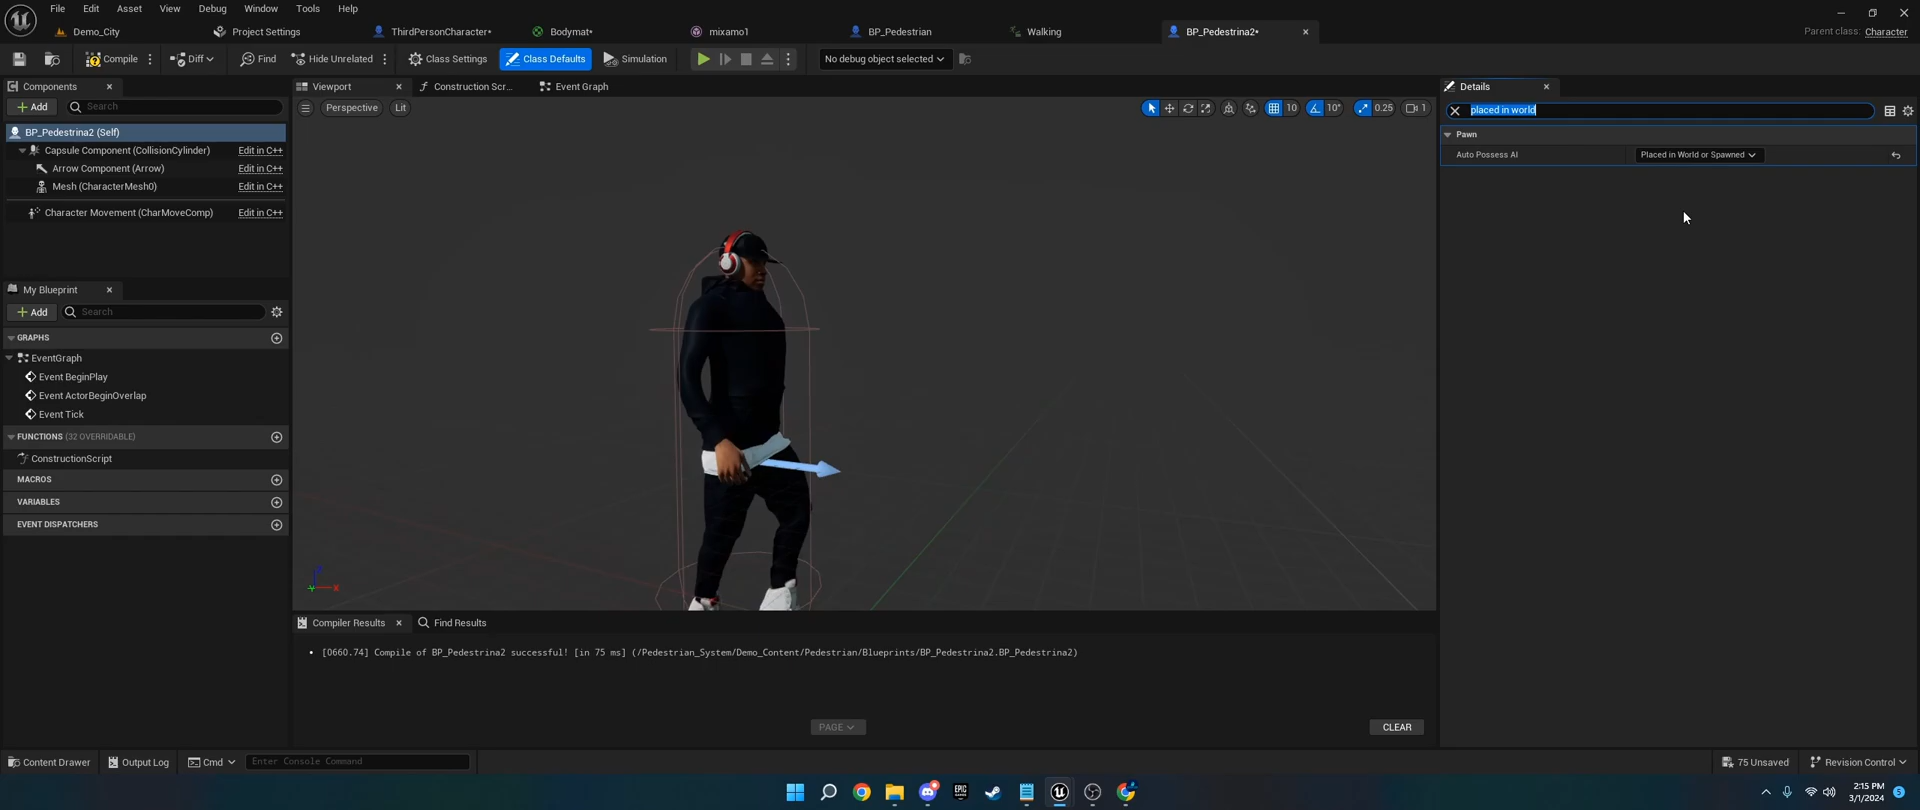 File Edit Asset View Debug Window Tools Help
Demo_City Project Settings ThirdPersonCharacter* Bodymat* mixamo1 BP_Pedestrian Walking BP_Pedestrina2*
Parent class: Character
Compile Diff Find Hide Unrelated Class Settings Class Defaults Simulation No debug object selected
Components
Add Search
BP_Pedestrina2 (Self)
Capsule Component (CollisionCylinder) Edit in C++
Arrow Component (Arrow) Edit in C++
Mesh (CharacterMesh0) Edit in C++
Character Movement (CharMoveComp) Edit in C++
My Blueprint
Add Search
GRAPHS
EventGraph
Event BeginPlay
Event ActorBeginOverlap
Event Tick
FUNCTIONS (32 OVERRIDABLE)
ConstructionScript
MACROS
VARIABLES
EVENT DISPATCHERS
Viewport Construction Scr... Event Graph
Perspective Lit
10 10° 0.25 1
Compiler Results Find Results
[0660.74] Compile of BP_Pedestrina2 successful! [in 75 ms] (/Pedestrian_System/Demo_Content/Pedestrian/Blueprints/BP_Pedestrina2.BP_Pedestrina2)
PAGE
CLEAR
Details
placed in world
Pawn
Auto Possess AI Placed in World or Spawned
Content Drawer Output Log Cmd Enter Console Command
75 Unsaved Revision Control
EPIC GAMES
2:15 PM
3/1/2024
5